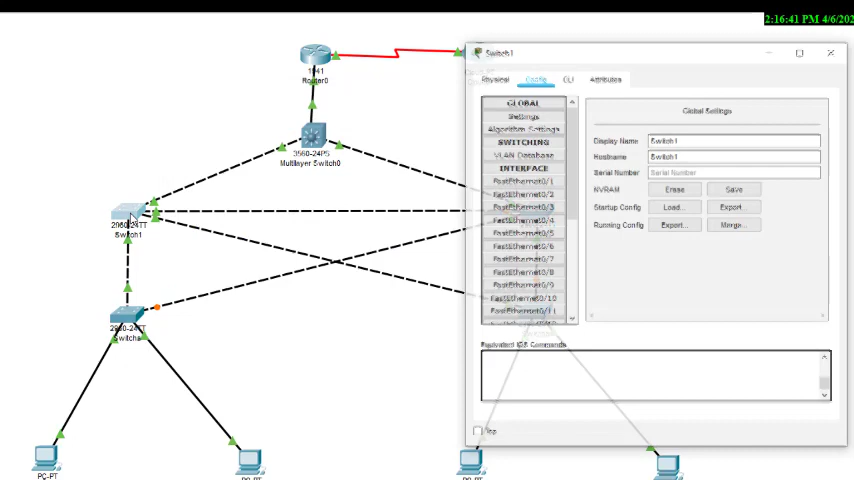 2:16:41 PM 4/6/202
1841
Router0
3560-24PS
Multilayer Switch0
2960-24TT
Switch1
2960-24TT
PC-PT
PC-PT
PC-PT
Switch1
Physical
Config
CLI
Attributes
GLOBAL
Settings
Algorithm Settings
SWITCHING
VLAN Database
INTERFACE
FastEthernet0/1
FastEthernet0/2
FastEthernet0/3
FastEthernet0/4
FastEthernet0/5
FastEthernet0/6
FastEthernet0/7
FastEthernet0/8
FastEthernet0/9
FastEthernet0/10
FastEthernet0/11
Global Settings
Display Name
Switch1
Hostname
Switch1
Serial Number
Serial Number
NVRAM
Erase
Save
Startup Config
Load...
Export...
Running Config
Export...
Merge...
Equivalent IOS Commands
Top